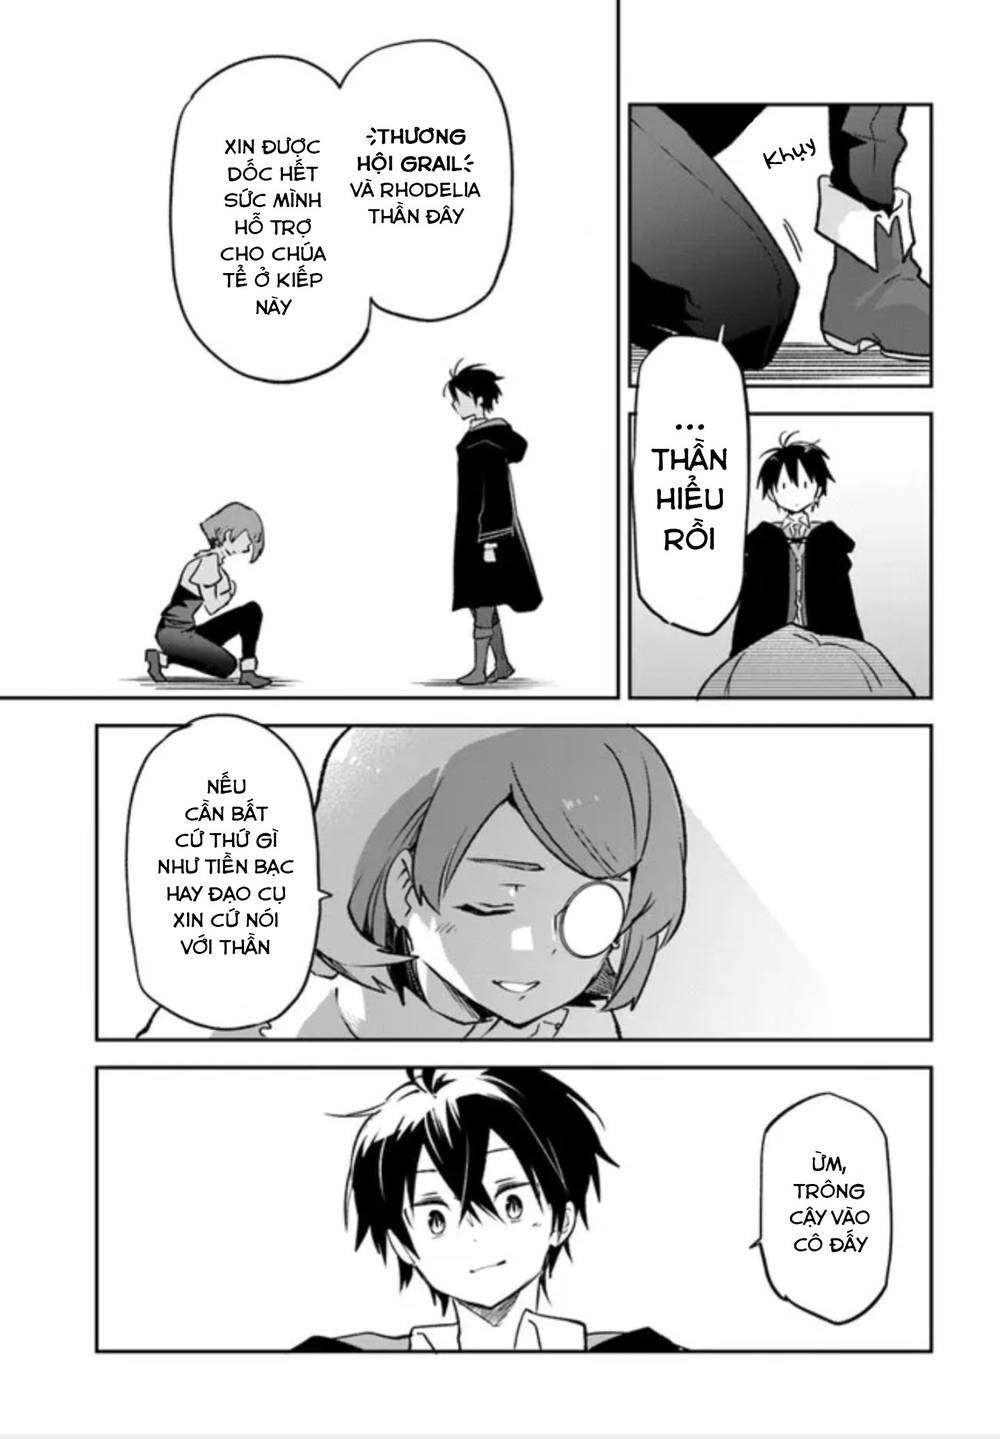 Khụy
...
THẦN
HIỂU
RỒI
THƯƠNG
HỘI GRAIL
VÀ RHODELIA
THẦN ĐÂY
XIN ĐƯỢC
DỐC HẾT
SỨC MÌNH
HỖ TRỢ
CHO CHÚA
TỂ Ở KIẾP
NÀY
NẾU
CẦN BẤT
CỨ THỨ GÌ
NHƯ TIỀN BẠC
HAY ĐẠO CỤ
XIN CỨ NÓI
VỚI THẦN
ỪM,
TRÔNG
CẬY VÀO
CÔ ĐẤY